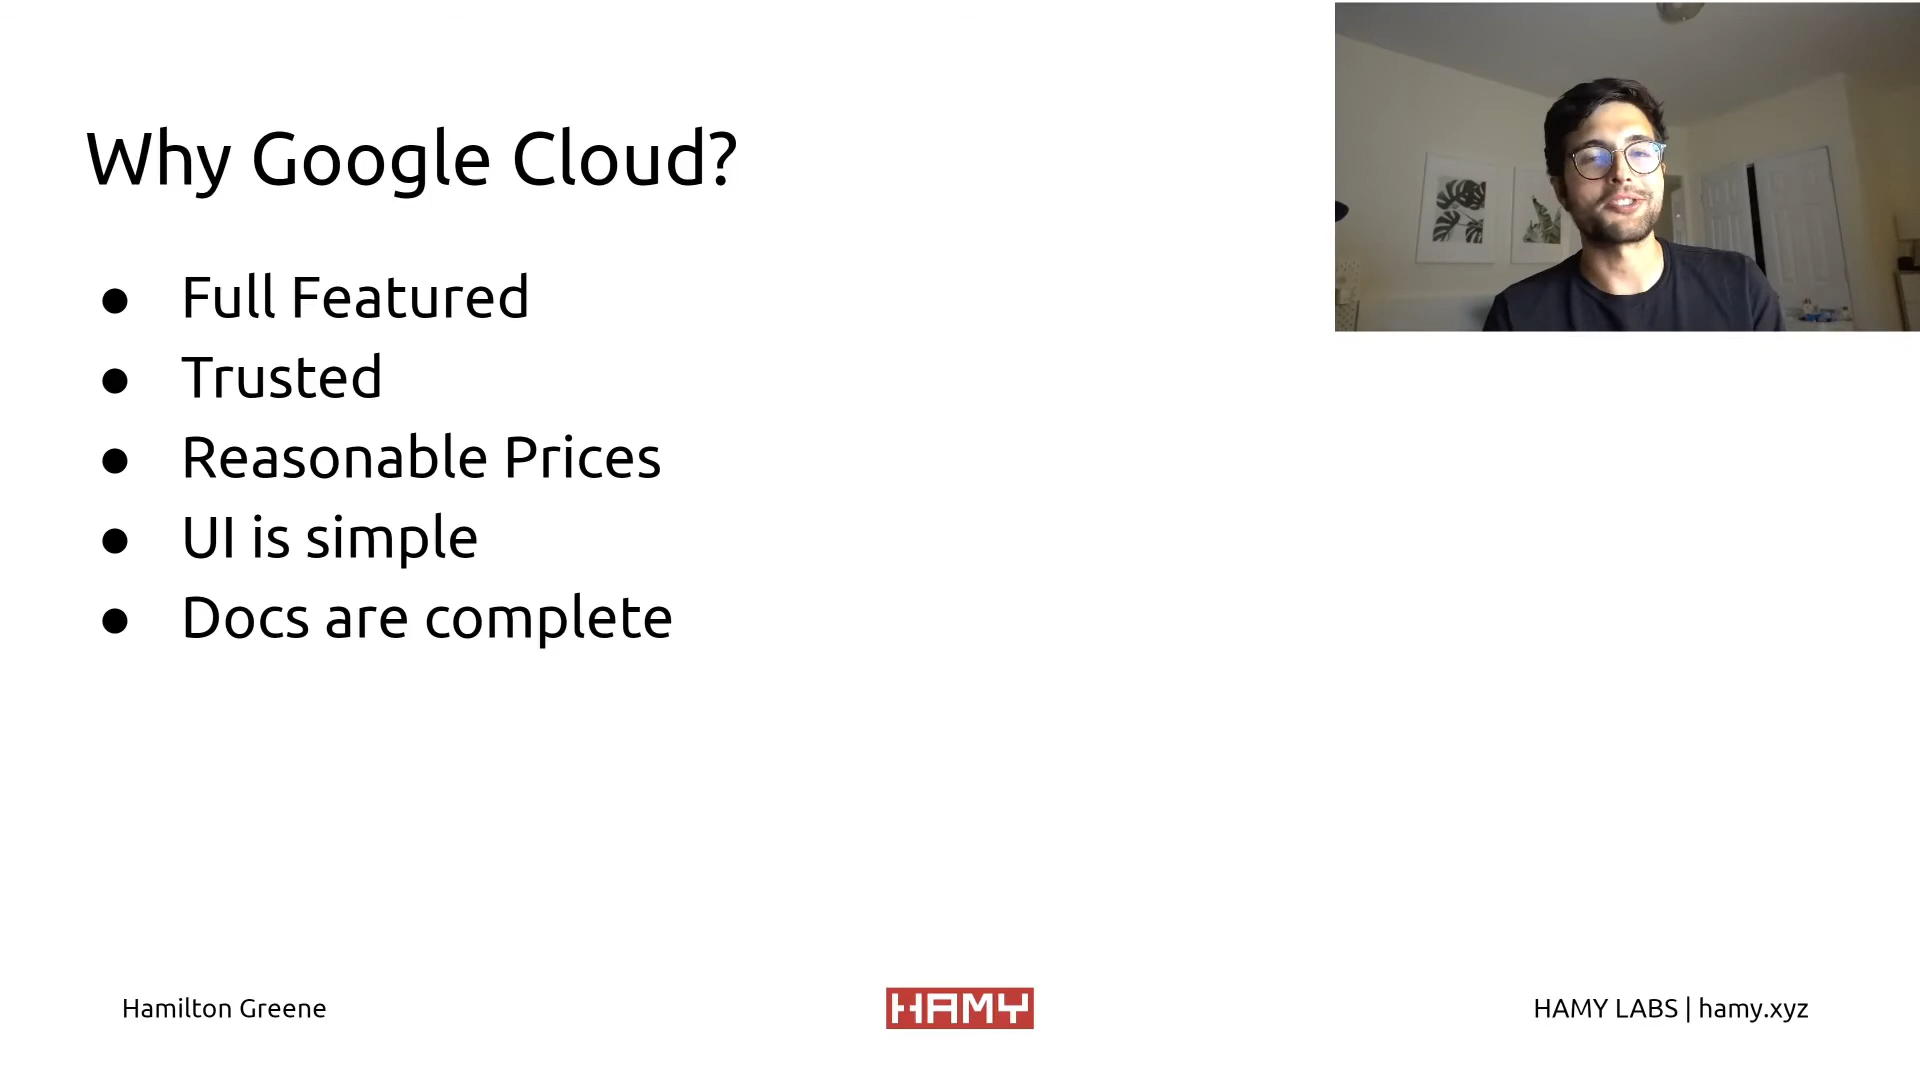 Why Google Cloud?
● Full Featured
● Trusted
● Reasonable Prices
● UI is simple
● Docs are complete
Hamilton Greene
HAMY
HAMY LABS | hamy.xyz